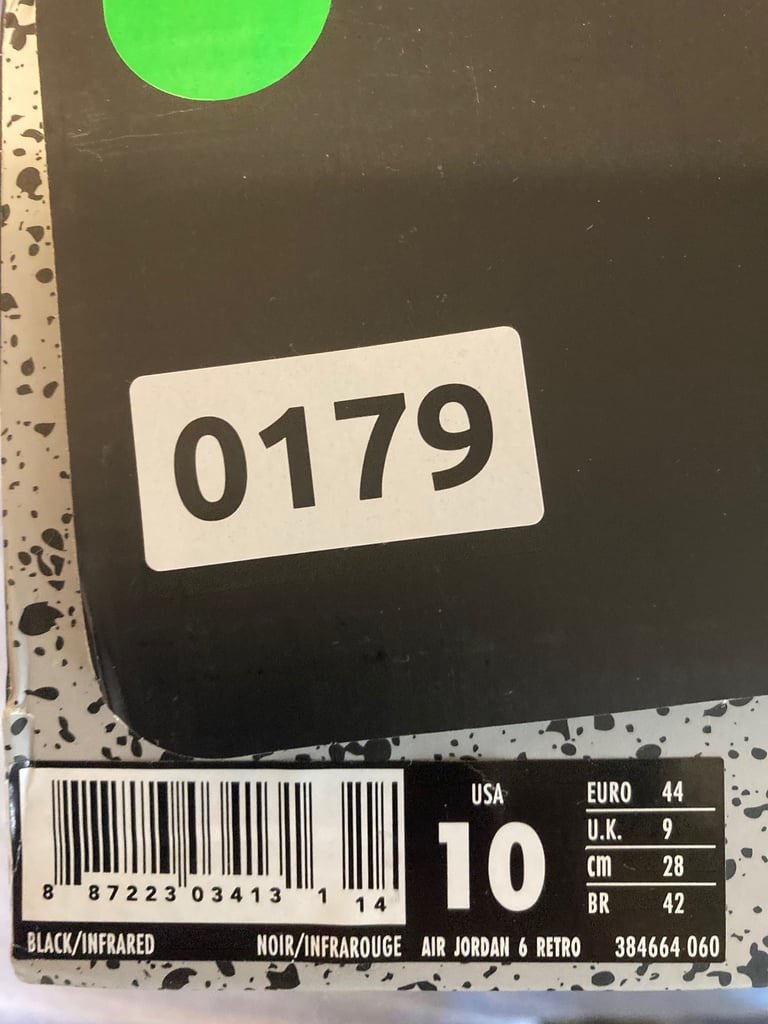 0179
USA
10
EURO 44
U.K. 9
cm 28
BR 42
8 87223 03413 1 14
BLACK/INFRARED NOIR/INFRAROUGE AIR JORDAN 6 RETRO 384664 060